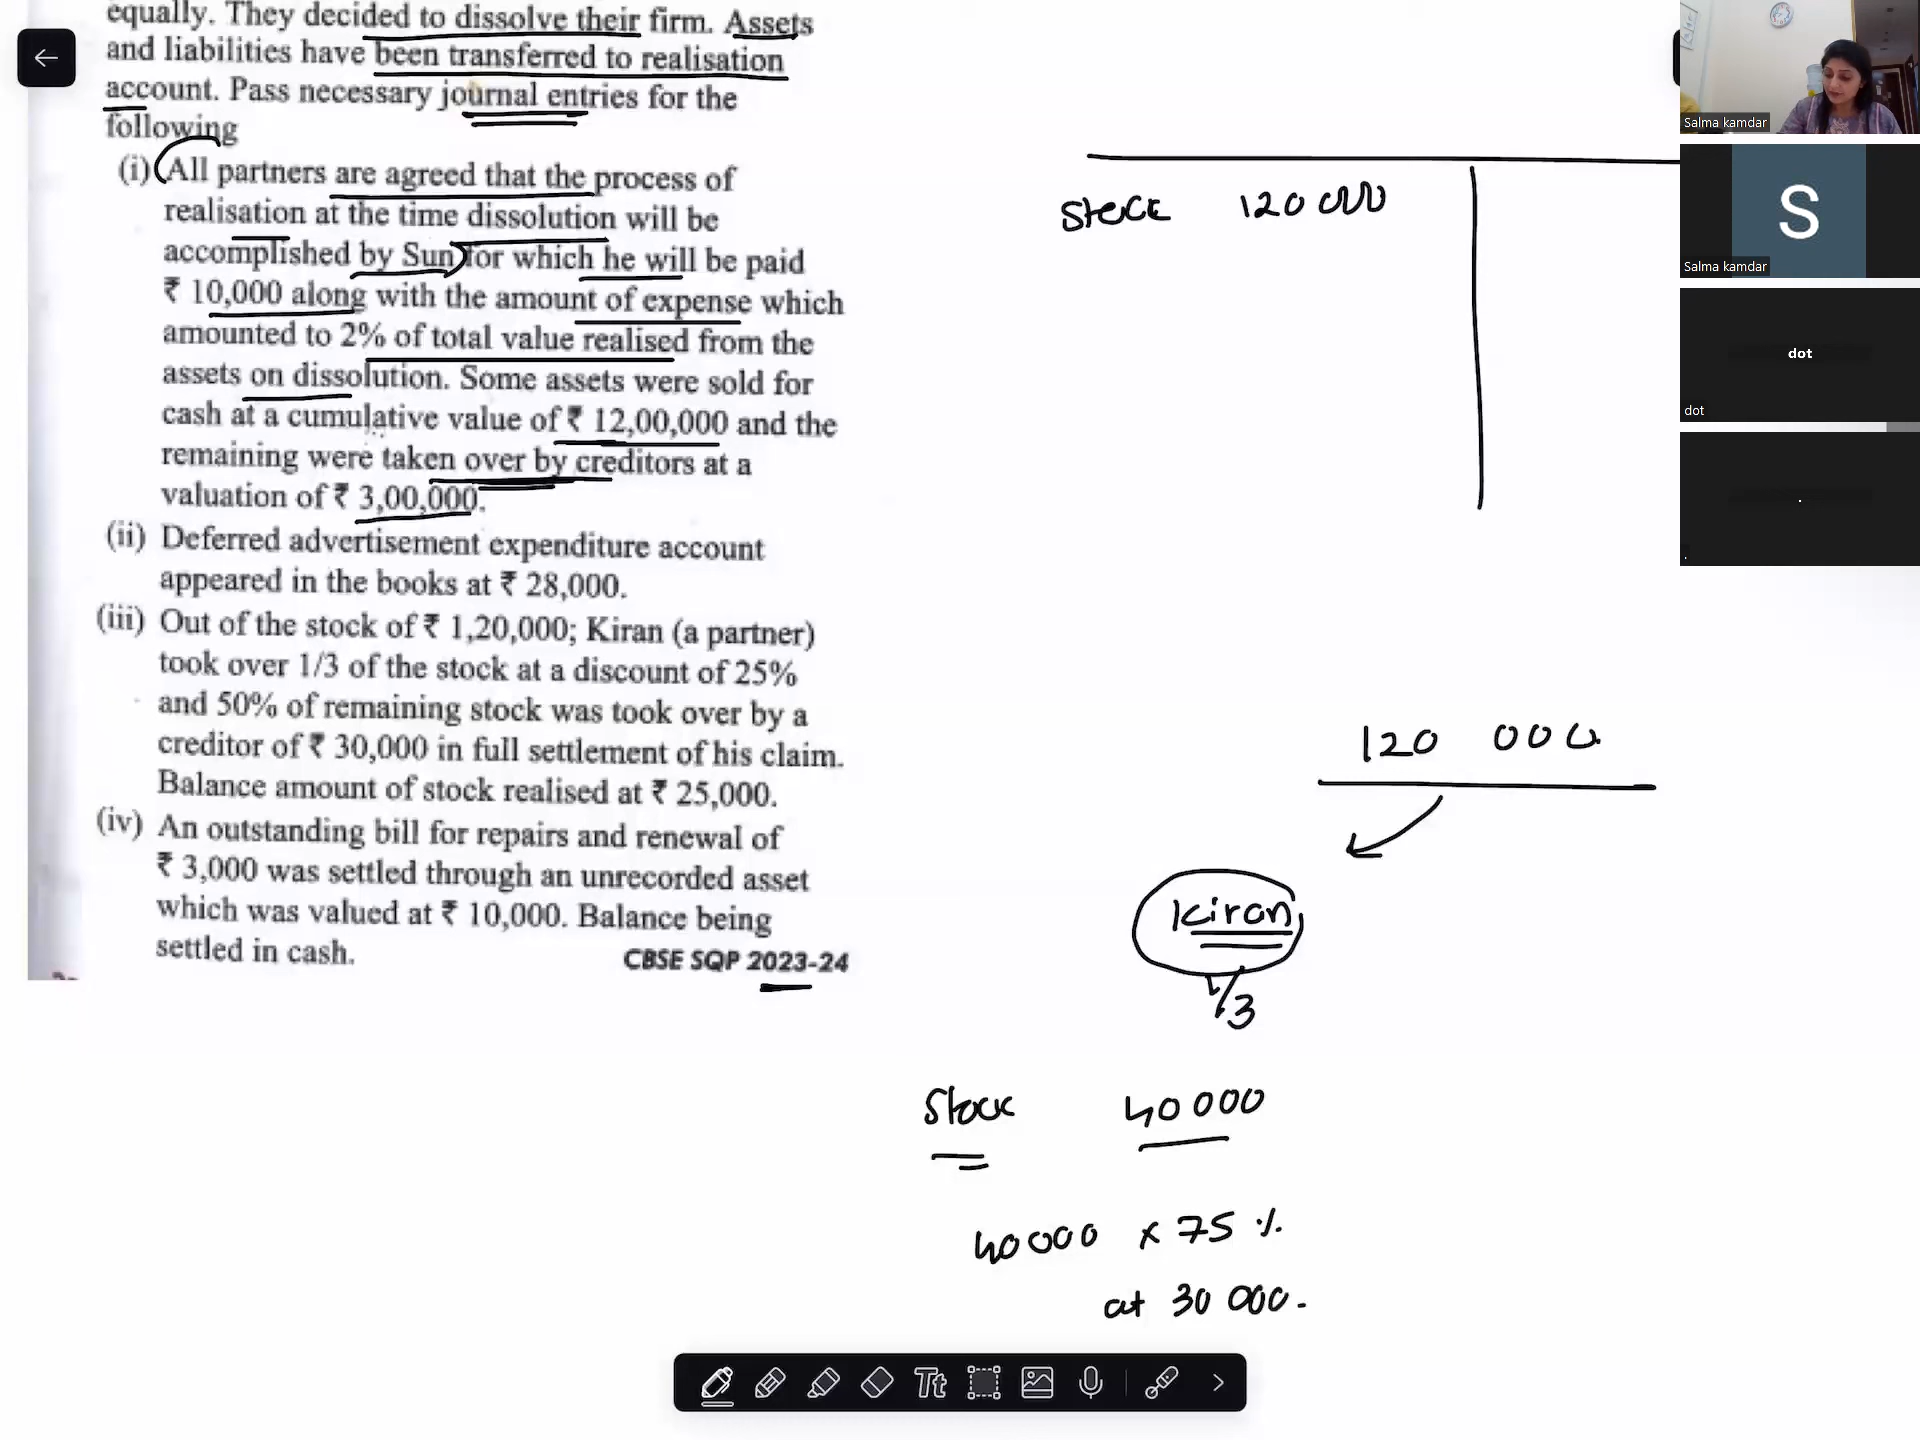 equally. They decided to dissolve their firm. Assets
and liabilities have been transferred to realisation
account. Pass necessary journal entries for the
following
(i) All partners are agreed that the process of
realisation at the time dissolution will be
accomplished by Sun for which he will be paid
₹ 10,000 along with the amount of expense which
amounted to 2% of total value realised from the
assets on dissolution. Some assets were sold for
cash at a cumulative value of ₹ 12,00,000 and the
remaining were taken over by creditors at a
valuation of ₹ 3,00,000.
(ii) Deferred advertisement expenditure account
appeared in the books at ₹ 28,000.
(iii) Out of the stock of ₹ 1,20,000; Kiran (a partner)
took over 1/3 of the stock at a discount of 25%
and 50% of remaining stock was took over by a
creditor of ₹ 30,000 in full settlement of his claim.
Balance amount of stock realised at ₹ 25,000.
(iv) An outstanding bill for repairs and renewal of
₹ 3,000 was settled through an unrecorded asset
which was valued at ₹ 10,000. Balance being
settled in cash.
CBSE SQP 2023-24
Stock 120 000
120 000
Kiran
1/3
Stock 40 000
40 000 x 75 %
at 30 000.
Tt
Salma kamdar
S
Salma kamdar
dot
dot
.
.